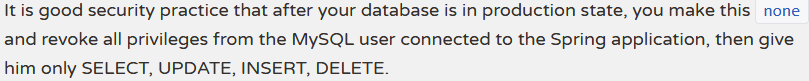 It is good security practice that after your database is in production state, you make this none
and revoke all privileges from the MySQL user connected to the Spring application, then give
him only SELECT, UPDATE, INSERT, DELETE.